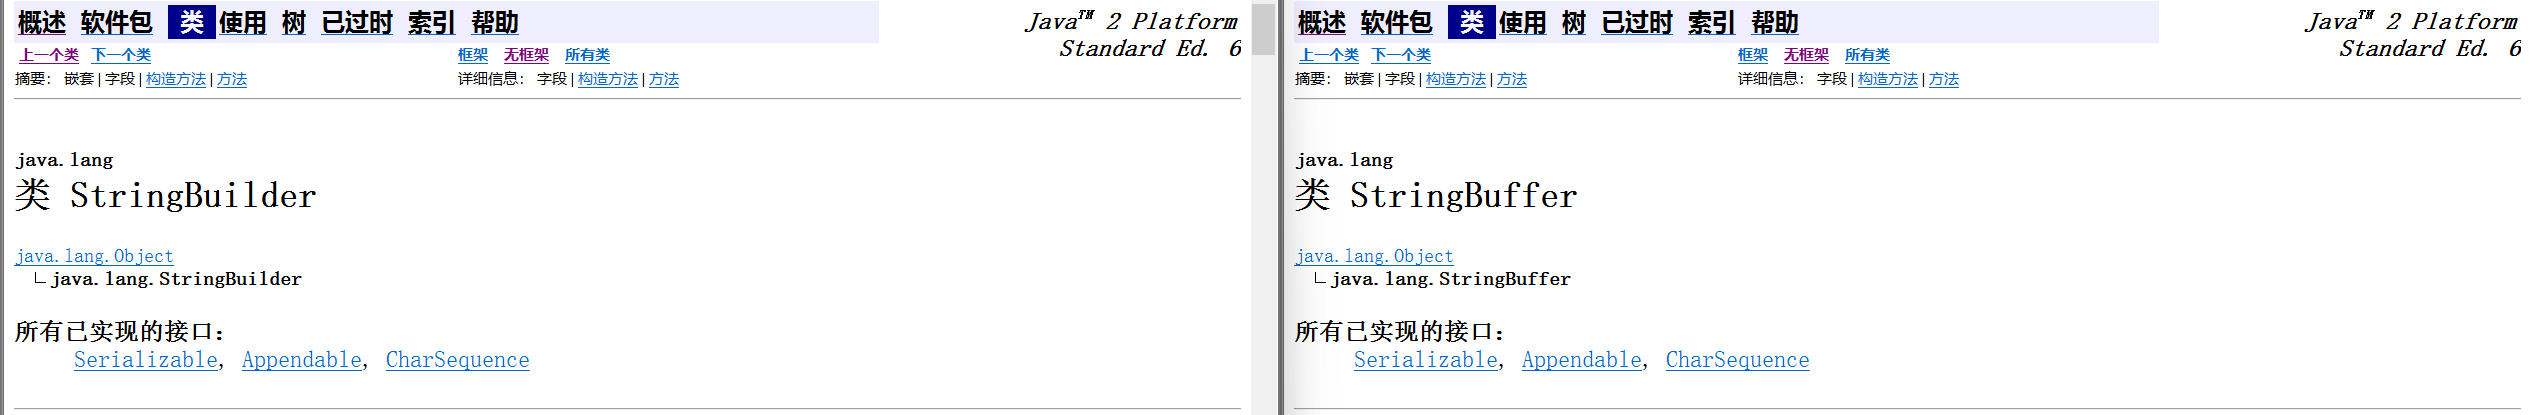 概述 软件包 类 使用 树 已过时 索引 帮助
Java™ 2 Platform
Standard Ed. 6
上一个类 下一个类
框架 无框架 所有类
摘要： 嵌套 | 字段 | 构造方法 | 方法
详细信息： 字段 | 构造方法 | 方法
java.lang
类 StringBuilder
java.lang.Object
java.lang.StringBuilder
所有已实现的接口：
Serializable, Appendable, CharSequence
概述 软件包 类 使用 树 已过时 索引 帮助
Java™ 2 Platform
Standard Ed. 6
上一个类 下一个类
框架 无框架 所有类
摘要： 嵌套 | 字段 | 构造方法 | 方法
详细信息： 字段 | 构造方法 | 方法
java.lang
类 StringBuffer
java.lang.Object
java.lang.StringBuffer
所有已实现的接口：
Serializable, Appendable, CharSequence